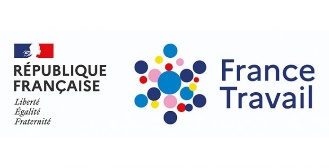 RÉPUBLIQUE
FRANÇAISE
Liberté
Égalité
Fraternité
France
Travail